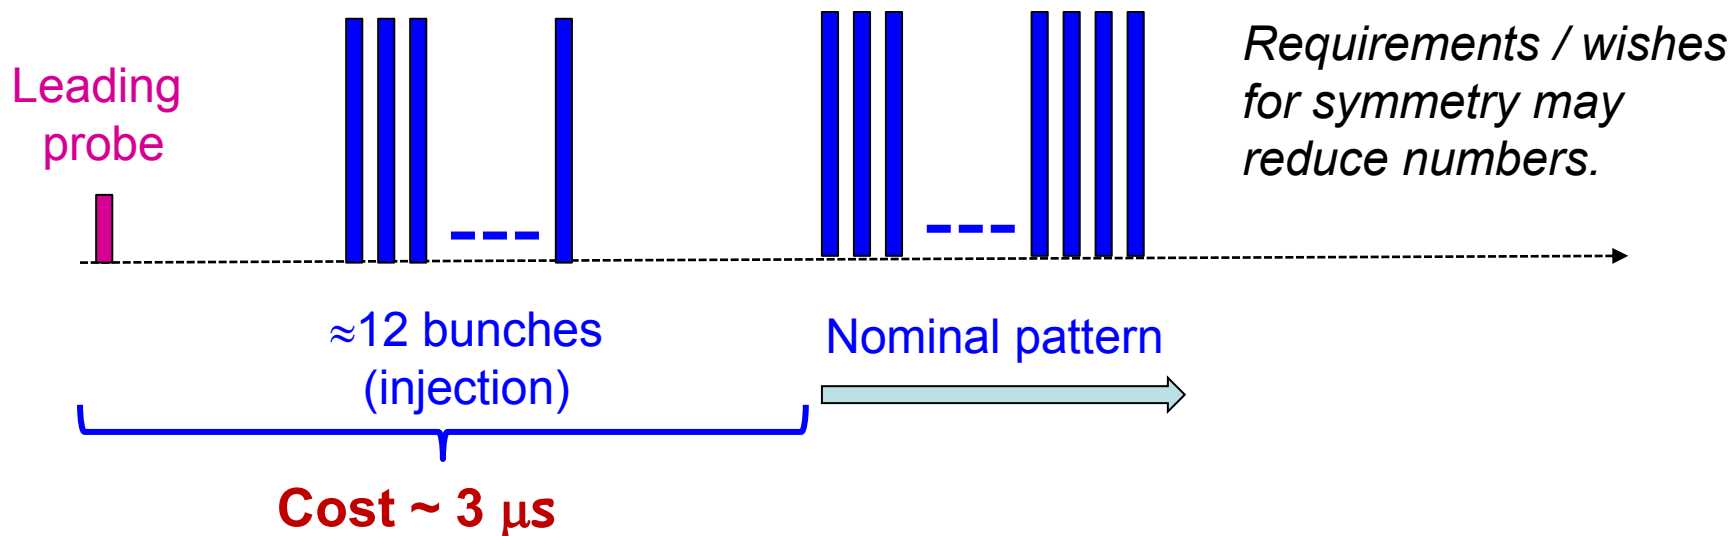 Leading
probe
Requirements / wishes
for symmetry may
reduce numbers.
≈12 bunches
(injection)
Nominal pattern
Cost ~ 3 μs